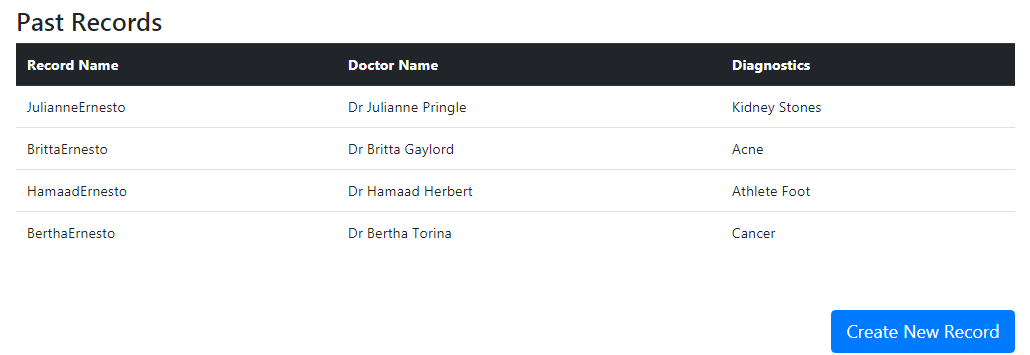 Past Records
Record Name Doctor Name Diagnostics
JulianneErnesto Dr Julianne Pringle Kidney Stones
BrittaErnesto Dr Britta Gaylord Acne
HamaadErnesto Dr Hamaad Herbert Athlete Foot
BerthaErnesto Dr Bertha Torina Cancer
Create New Record